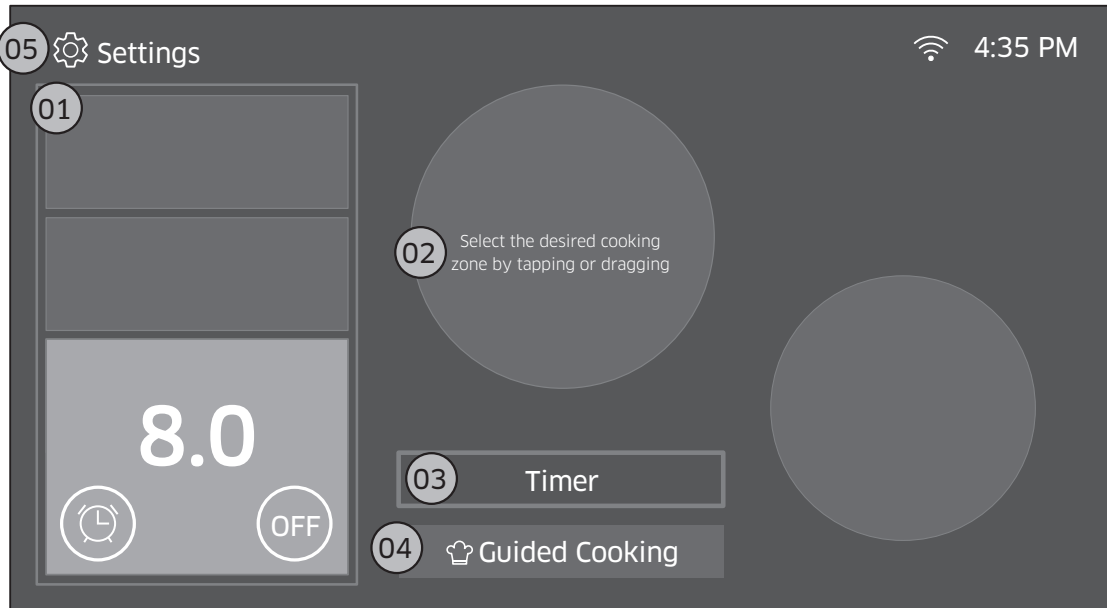 05 Settings
4:35 PM
01
02
Select the desired cooking
zone by tapping or dragging
8.0
OFF
03 Timer
04 Guided Cooking